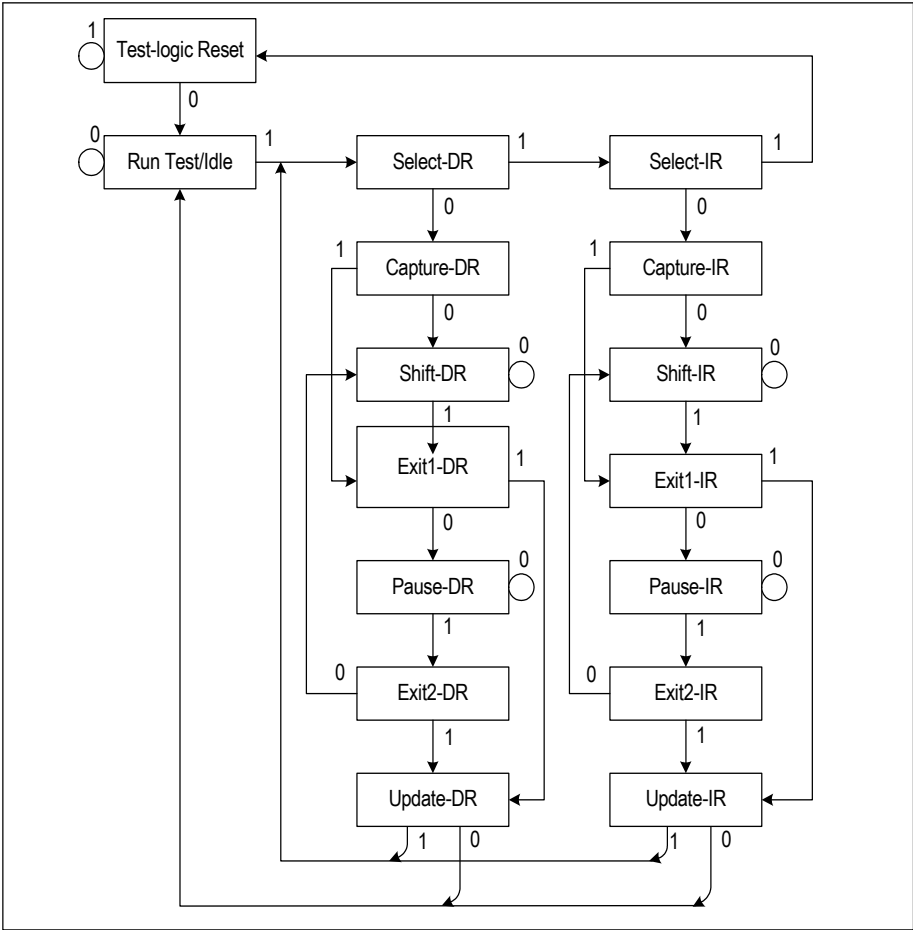 1
Test-logic Reset
0
0
Run Test/Idle
1
Select-DR
1
Select-IR
1
0
0
1
Capture-DR
1
Capture-IR
0
0
Shift-DR
0
Shift-IR
0
1
1
Exit1-DR
1
Exit1-IR
1
0
0
Pause-DR
0
Pause-IR
0
1
1
0
Exit2-DR
0
Exit2-IR
1
1
Update-DR
Update-IR
1
0
1
0